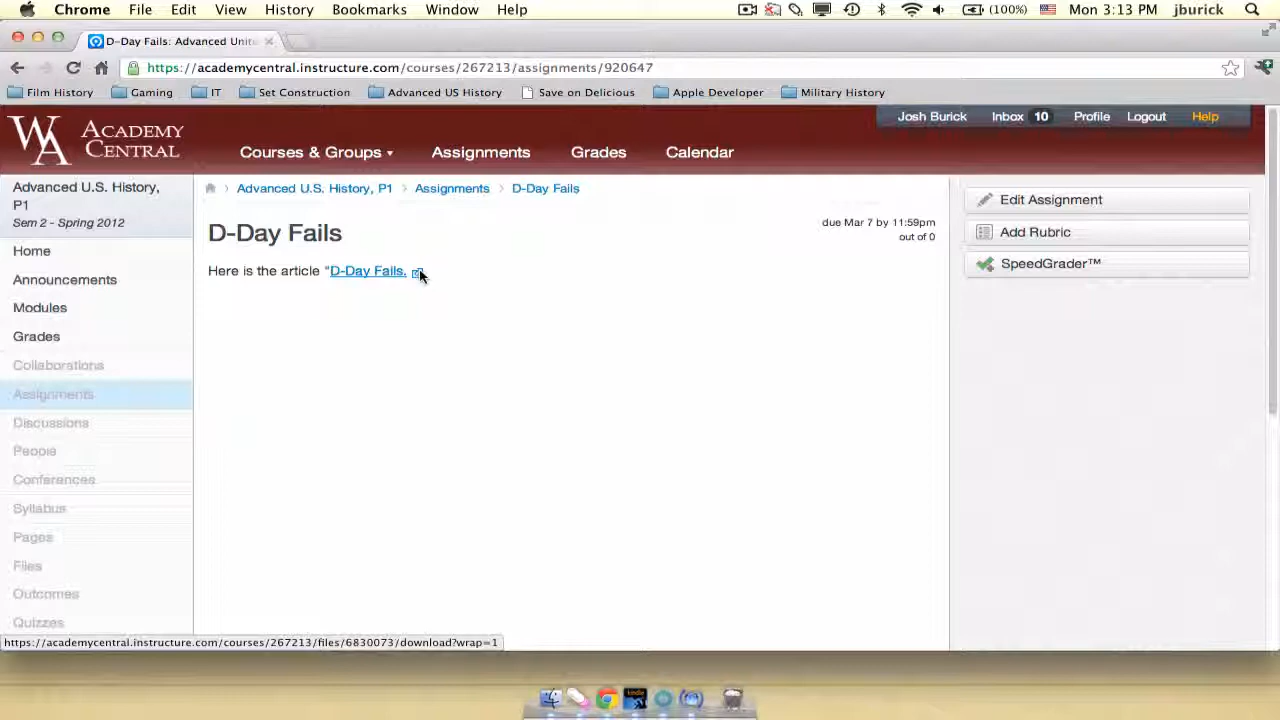 Chrome File Edit View History Bookmarks Window Help (100%) Mon 3:13 PM jburick
D-Day Fails: Advanced Unit
https://academycentral.instructure.com/courses/267213/assignments/920647
Film History Gaming IT Set Construction Advanced US History Save on Delicious Apple Developer Military History
Josh Burick Inbox 10 Profile Logout Help
WA ACADEMY CENTRAL
Courses & Groups Assignments Grades Calendar
Advanced U.S. History, P1
Sem 2 - Spring 2012
Home
Announcements
Modules
Grades
Collaborations
Assignments
Discussions
People
Conferences
Syllabus
Pages
Files
Outcomes
Quizzes
Advanced U.S. History, P1 › Assignments › D-Day Fails
D-Day Fails
due Mar 7 by 11:59pm
out of 0
Here is the article "D-Day Fails.
Edit Assignment
Add Rubric
SpeedGrader™
https://academycentral.instructure.com/courses/267213/files/6830073/download?wrap=1
kindle